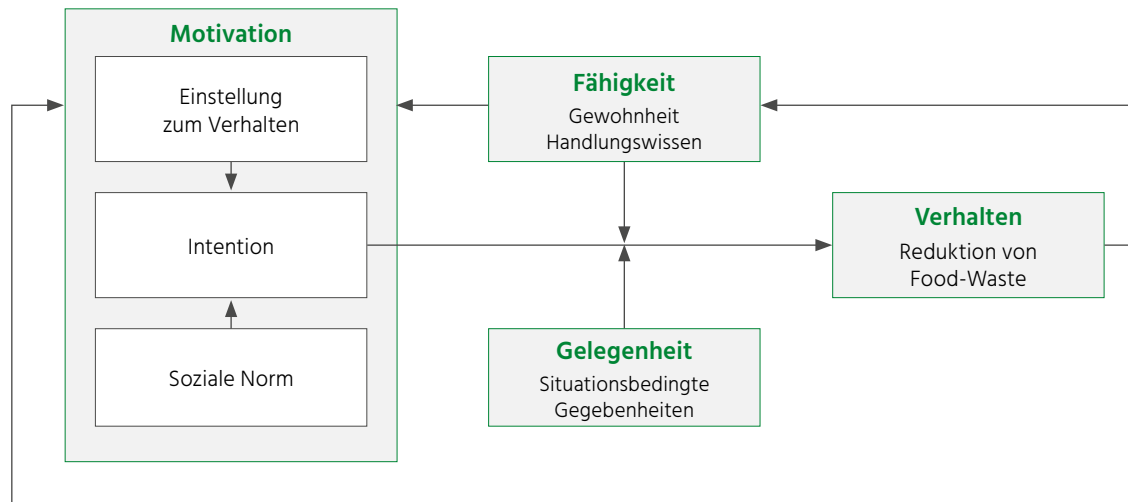 Motivation
Einstellung
zum Verhalten
Intention
Soziale Norm
Fähigkeit
Gewohnheit
Handlungswissen
Gelegenheit
Situationsbedingte
Gegebenheiten
Verhalten
Reduktion von
Food-Waste